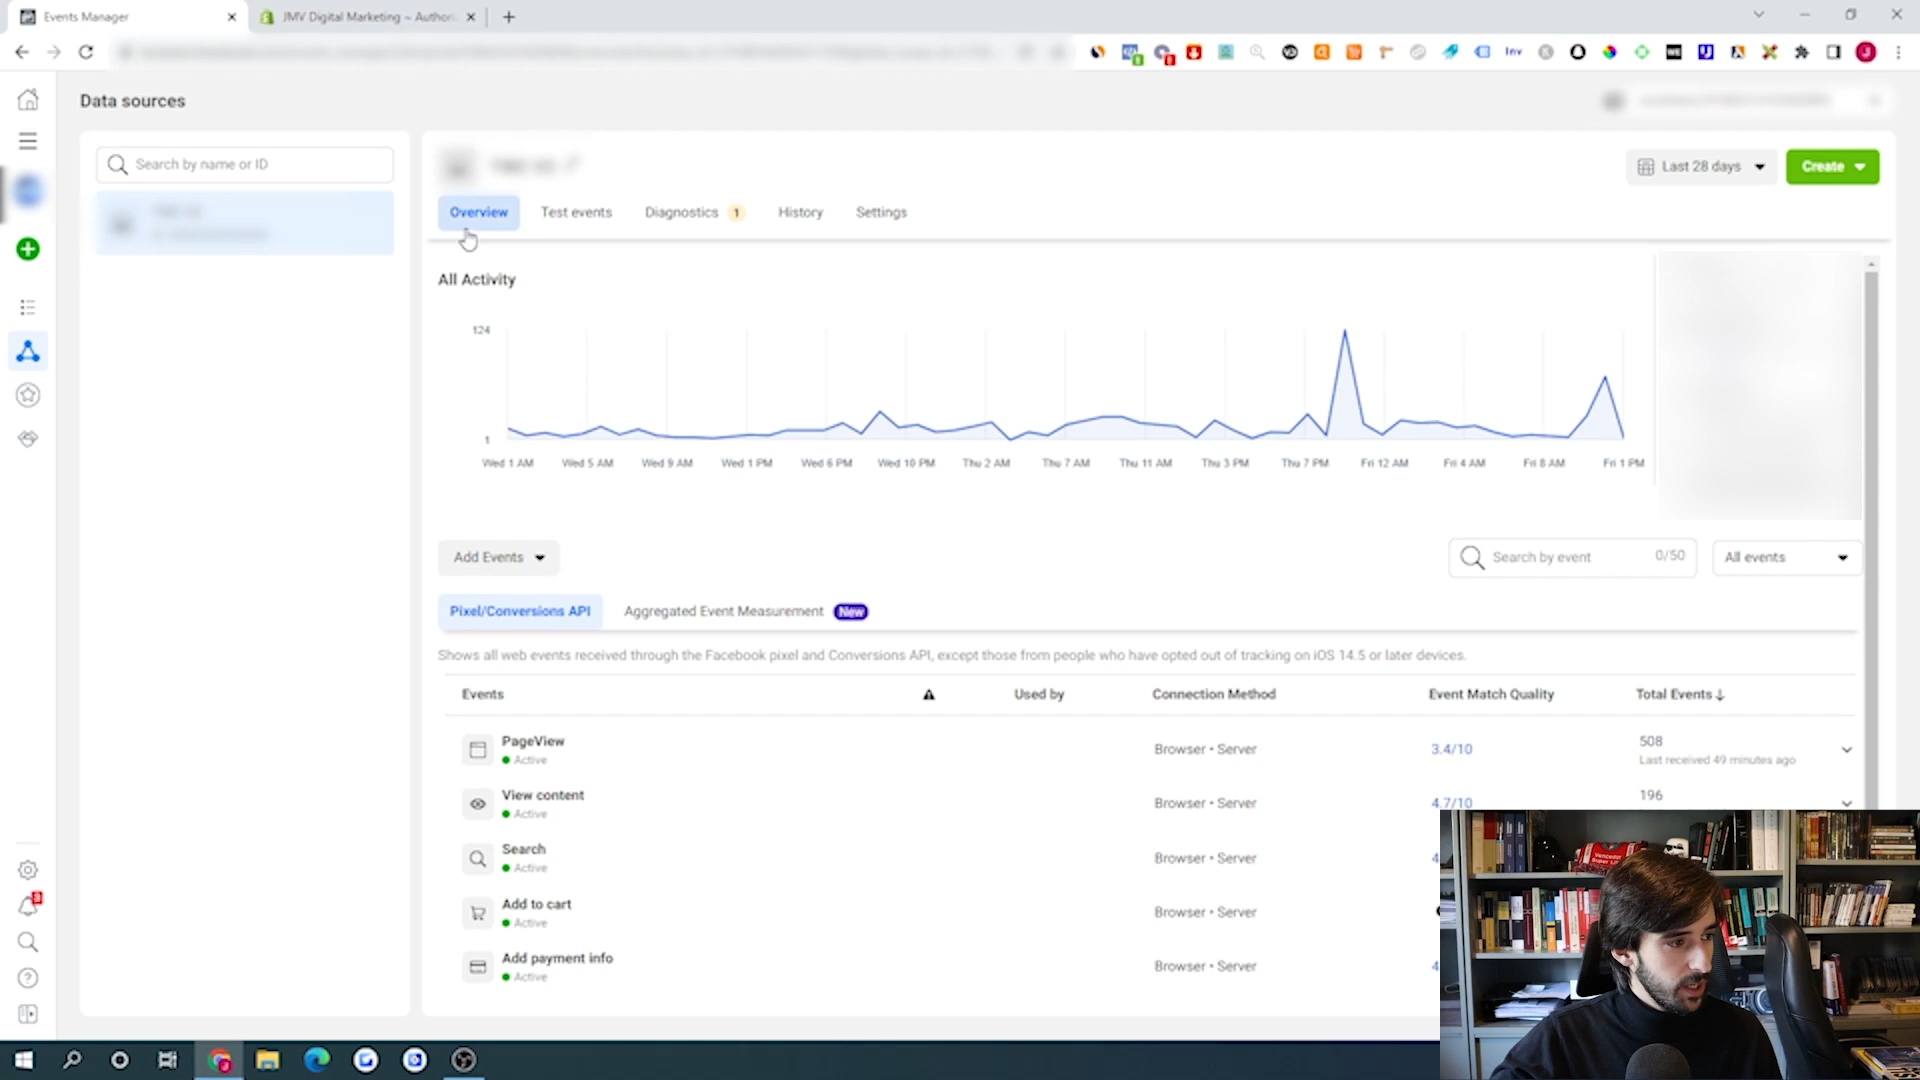 Events Manager
JMV Digital Marketing ~ Authori
Inv
Data sources
Search by name or ID
Last 28 days
Create
Overview
Test events
Diagnostics 1
History
Settings
All Activity
124
1
Wed 1 AM
Wed 5 AM
Wed 9 AM
Wed 1 PM
Wed 6 PM
Wed 10 PM
Thu 2 AM
Thu 7 AM
Thu 11 AM
Thu 3 PM
Thu 7 PM
Fri 12 AM
Fri 4 AM
Fri 8 AM
Fri 1 PM
Add Events
Search by event
0/50
All events
Pixel/Conversions API
Aggregated Event Measurement
New
Shows all web events received through the Facebook pixel and Conversions API, except those from people who have opted out of tracking on iOS 14.5 or later devices.
Events
Used by
Connection Method
Event Match Quality
Total Events
PageView
Active
Browser • Server
3.4/10
508
Last received 49 minutes ago
View content
Active
Browser • Server
4.7/10
196
Search
Active
Browser • Server
4
Add to cart
Active
Browser • Server
Add payment info
Active
Browser • Server
4